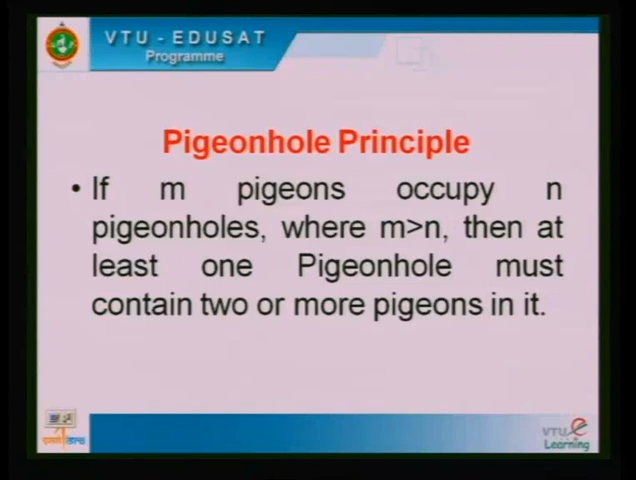 VTU - EDUSAT
Programme
Pigeonhole Principle
• If m pigeons occupy n
pigeonholes, where m>n, then at
least one Pigeonhole must
contain two or more pigeons in it.
VTU e
Learning